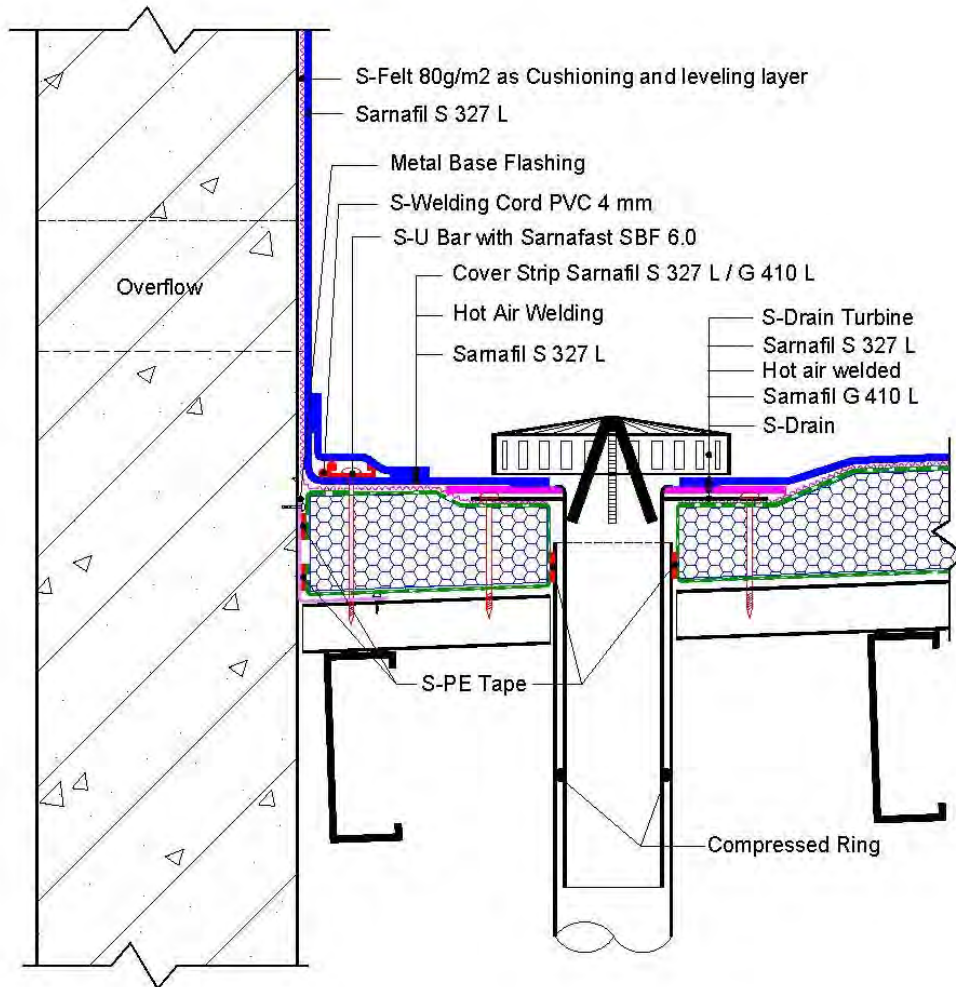 S-Felt 80g/m2 as Cushioning and leveling layer
Sarnafil S 327 L
Metal Base Flashing
S-Welding Cord PVC 4 mm
S-U Bar with Sarnafast SBF 6.0
Overflow
Cover Strip Sarnafil S 327 L / G 410 L
Hot Air Welding
Sarnafil S 327 L
S-Drain Turbine
Sarnafil S 327 L
Hot air welded
Sarnafil G 410 L
S-Drain
S-PE Tape
Compressed Ring